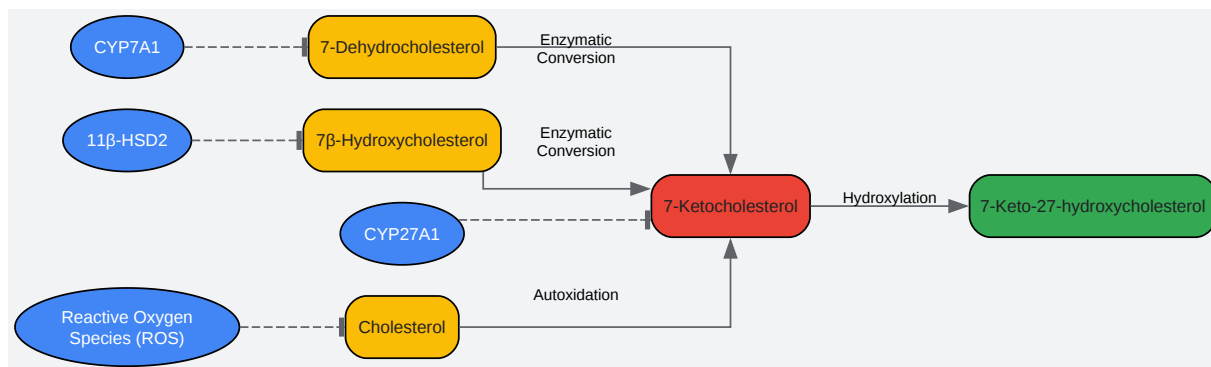 CYP7A1
7-Dehydrocholesterol
Enzymatic
Conversion
11β-HSD2
7β-Hydroxycholesterol
Enzymatic
Conversion
7-Ketocholesterol
Hydroxylation
7-Keto-27-hydroxycholesterol
CYP27A1
Autoxidation
Reactive Oxygen
Species (ROS)
Cholesterol